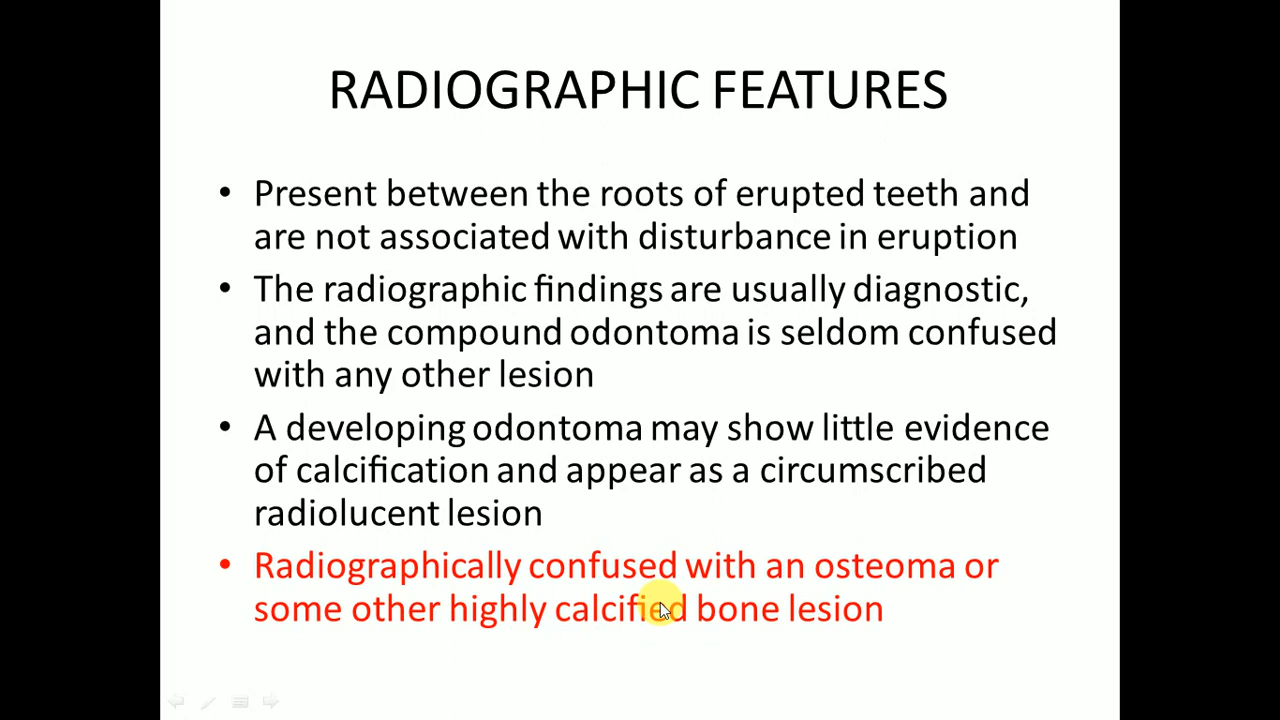 RADIOGRAPHIC FEATURES
• Present between the roots of erupted teeth and
are not associated with disturbance in eruption
• The radiographic findings are usually diagnostic,
and the compound odontoma is seldom confused
with any other lesion
• A developing odontoma may show little evidence
of calcification and appear as a circumscribed
radiolucent lesion
• Radiographically confused with an osteoma or
some other highly calcified bone lesion